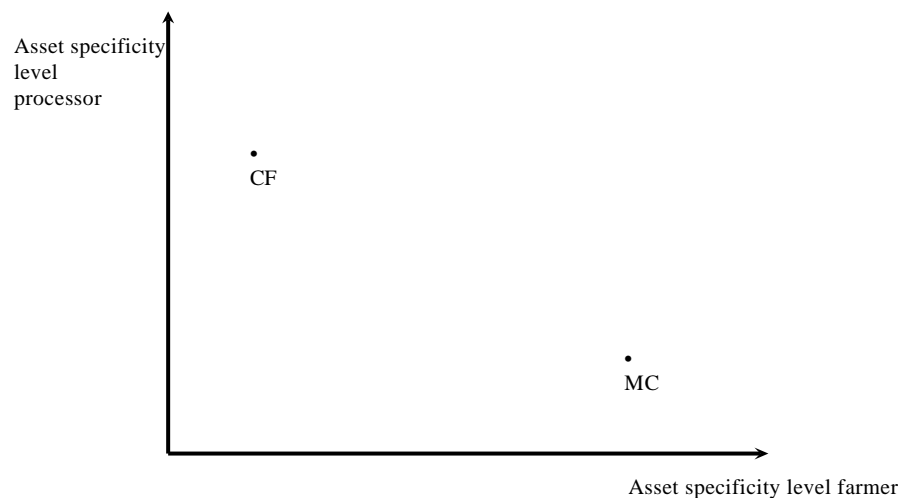 Asset specificity
level
processor
CF
MC
Asset specificity level farmer